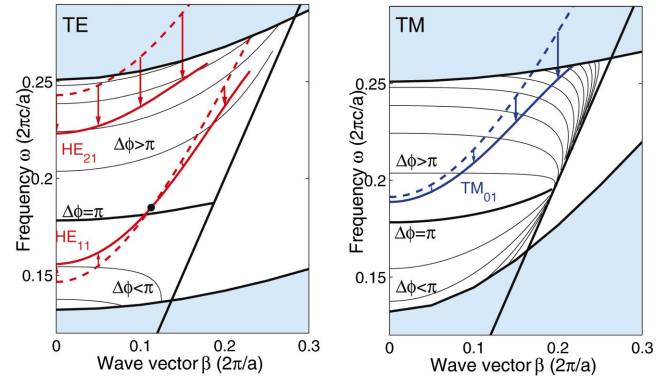 TE
Frequency ω (2πc/a)
0.25
0.2
0.15
HE21
Δϕ>π
Δϕ=π
HE11
Δϕ<π
0
0.1
0.2
0.3
Wave vector β (2π/a)
TM
Frequency ω (2πc/a)
0.25
0.2
0.15
Δϕ>π
TM01
Δϕ=π
Δϕ<π
0
0.1
0.2
0.3
Wave vector β (2π/a)